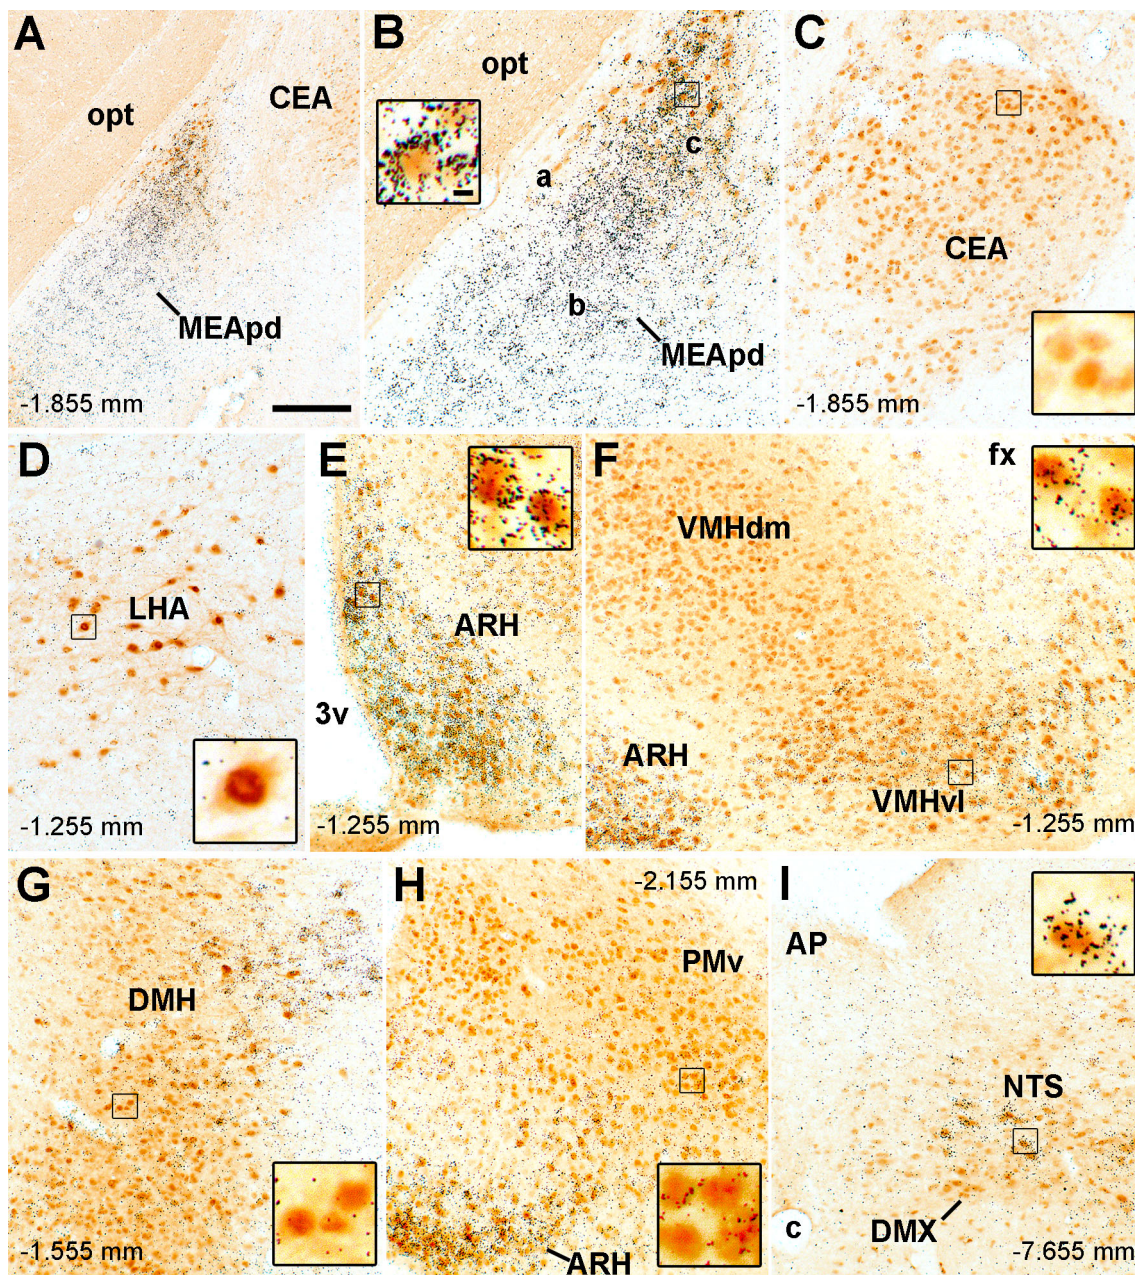 A
opt
CEA
MEApd
-1.855 mm
B
opt
a
c
b
MEApd
C
CEA
-1.855 mm
D
LHA
-1.255 mm
E
ARH
3v
-1.255 mm
F
fx
VMHdm
ARH
VMHvl
-1.255 mm
G
DMH
-1.555 mm
H
-2.155 mm
PMv
ARH
I
AP
NTS
c
DMX
-7.655 mm